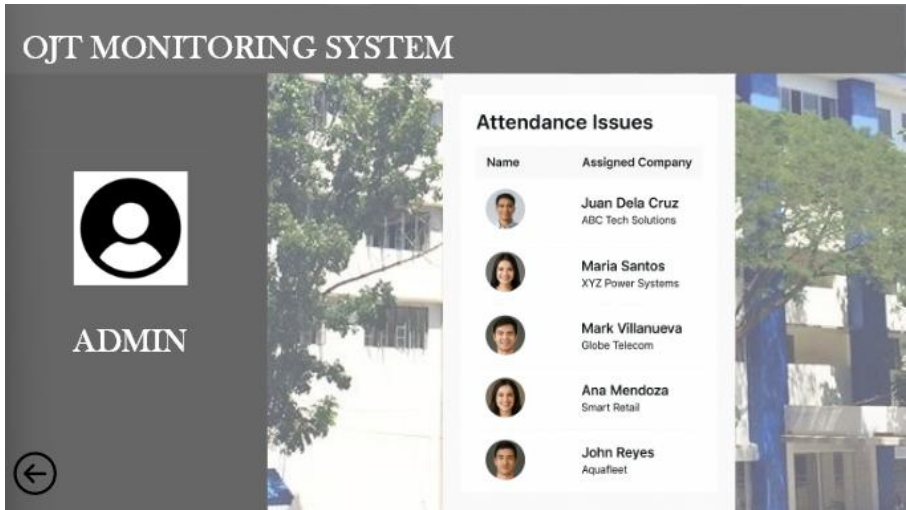 OJT MONITORING SYSTEM
ADMIN
Attendance Issues
Name Assigned Company
Juan Dela Cruz
ABC Tech Solutions
Maria Santos
XYZ Power Systems
Mark Villanueva
Globe Telecom
Ana Mendoza
Smart Retail
John Reyes
Aquafleet